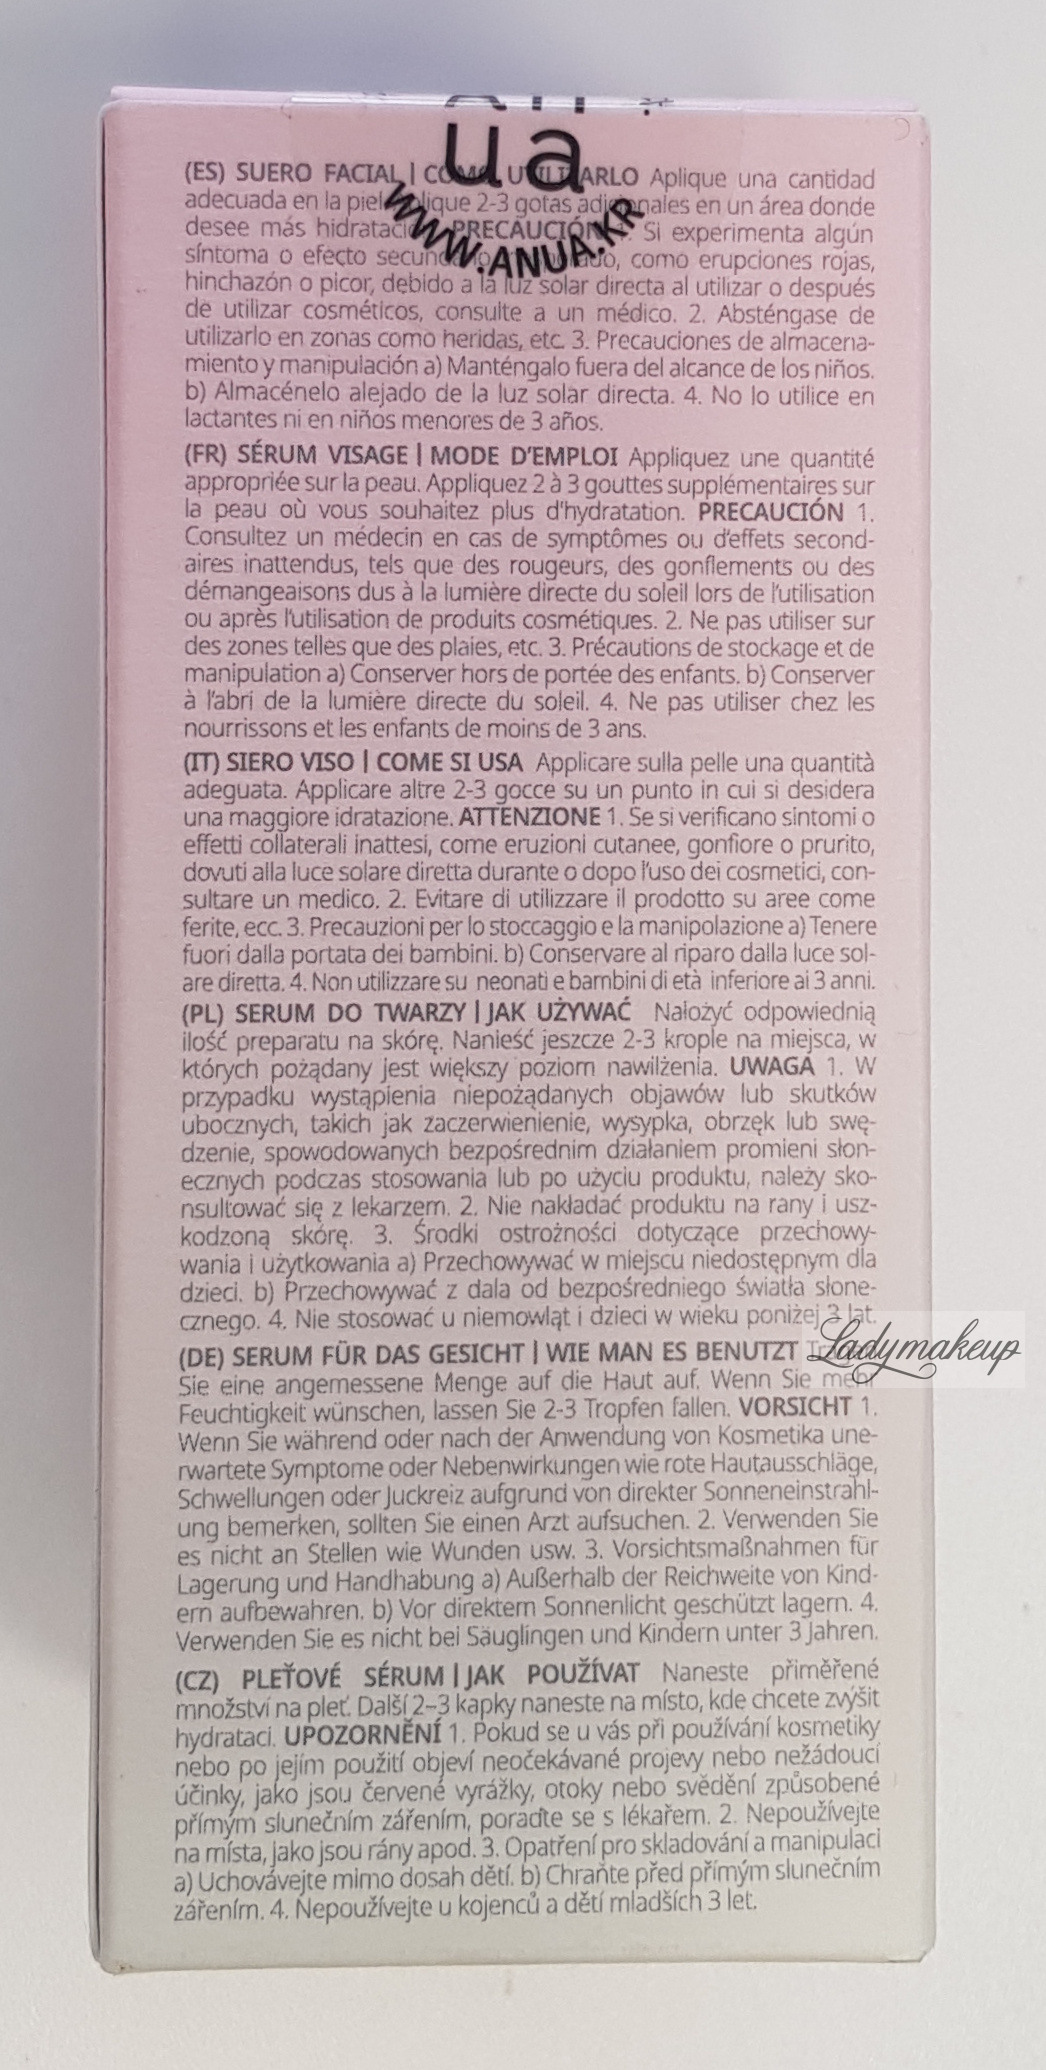 ua
WWW.ANUA.KR
(ES) SUERO FACIAL | CÓMO UTILIZARLO Aplique una cantidad
adecuada en la piel. Aplique 2-3 gotas adicionales en un área donde
desee más hidratación. PRECAUCIÓN 1. Si experimenta algún
síntoma o efecto secundario inesperado, como erupciones rojas,
hinchazón o picor, debido a la luz solar directa al utilizar o después
de utilizar cosméticos, consulte a un médico. 2. Absténgase de
utilizarlo en zonas como heridas, etc. 3. Precauciones de almacena-
miento y manipulación a) Manténgalo fuera del alcance de los niños.
b) Almacénelo alejado de la luz solar directa. 4. No lo utilice en
lactantes ni en niños menores de 3 años.
(FR) SÉRUM VISAGE | MODE D'EMPLOI Appliquez une quantité
appropriée sur la peau. Appliquez 2 à 3 gouttes supplémentaires sur
la peau où vous souhaitez plus d'hydratation. PRECAUCIÓN 1.
Consultez un médecin en cas de symptômes ou d'effets second-
aires inattendus, tels que des rougeurs, des gonflements ou des
démangeaisons dus à la lumière directe du soleil lors de l'utilisation
ou après l'utilisation de produits cosmétiques. 2. Ne pas utiliser sur
des zones telles que des plaies, etc. 3. Précautions de stockage et de
manipulation a) Conserver hors de portée des enfants. b) Conserver
à l'abri de la lumière directe du soleil. 4. Ne pas utiliser chez les
nourrissons et les enfants de moins de 3 ans.
(IT) SIERO VISO | COME SI USA Applicare sulla pelle una quantità
adeguata. Applicare altre 2-3 gocce su un punto in cui si desidera
una maggiore idratazione. ATTENZIONE 1. Se si verificano sintomi o
effetti collaterali inattesi, come eruzioni cutanee, gonfiore o prurito,
dovuti alla luce solare diretta durante o dopo l'uso dei cosmetici, con-
sultare un medico. 2. Evitare di utilizzare il prodotto su aree come
ferite, ecc. 3. Precauzioni per lo stoccaggio e la manipolazione a) Tenere
fuori dalla portata dei bambini. b) Conservare al riparo dalla luce sol-
are diretta. 4. Non utilizzare su neonati e bambini di età inferiore ai 3 anni.
(PL) SERUM DO TWARZY | JAK UŻYWAĆ Nałożyć odpowiednią
ilość preparatu na skórę. Nanieść jeszcze 2-3 krople na miejsca, w
których pożądany jest większy poziom nawilżenia. UWAGA 1. W
przypadku wystąpienia niepożądanych objawów lub skutków
ubocznych, takich jak zaczerwienienie, wysypka, obrzęk lub swę-
dzenie, spowodowanych bezpośrednim działaniem promieni słon-
ecznych podczas stosowania lub po użyciu produktu, należy sko-
nsultować się z lekarzem. 2. Nie nakładać produktu na rany i usz-
kodzoną skórę. 3. Środki ostrożności dotyczące przechowy-
wania i użytkowania a) Przechowywać w miejscu niedostępnym dla
dzieci. b) Przechowywać z dala od bezpośredniego światła słone-
cznego. 4. Nie stosować u niemowląt i dzieci w wieku poniżej 3 lat.
Ladymakeup
(DE) SERUM FÜR DAS GESICHT | WIE MAN ES BENUTZT
Sie eine angemessene Menge auf die Haut auf. Wenn Sie mehr
Feuchtigkeit wünschen, lassen Sie 2-3 Tropfen fallen. VORSICHT 1.
Wenn Sie während oder nach der Anwendung von Kosmetika une-
rwartete Symptome oder Nebenwirkungen wie rote Hautausschläge,
Schwellungen oder Juckreiz aufgrund von direkter Sonneneinstrahl-
ung bemerken, sollten Sie einen Arzt aufsuchen. 2. Verwenden Sie
es nicht an Stellen wie Wunden usw. 3. Vorsichtsmaßnahmen für
Lagerung und Handhabung a) Außerhalb der Reichweite von Kind-
ern aufbewahren. b) Vor direktem Sonnenlicht geschützt lagern. 4.
Verwenden Sie es nicht bei Säuglingen und Kindern unter 3 Jahren.
(CZ) PLEŤOVÉ SÉRUM | JAK POUŽÍVAT Naneste přiměřené
množství na pleť. Další 2–3 kapky naneste na místo, kde chcete zvýšit
hydrataci. UPOZORNĚNÍ 1. Pokud se u vás při používání kosmetiky
nebo po jejím použití objeví neočekávané projevy nebo nežádoucí
účinky, jako jsou červené vyrážky, otoky nebo svědění způsobené
přímým slunečním zářením, poraďte se s lékařem. 2. Nepoužívejte
na místa, jako jsou rány apod. 3. Opatření pro skladování a manipulaci
a) Uchovávejte mimo dosah dětí. b) Chraňte před přímým slunečním
zářením. 4. Nepoužívejte u kojenců a dětí mladších 3 let.